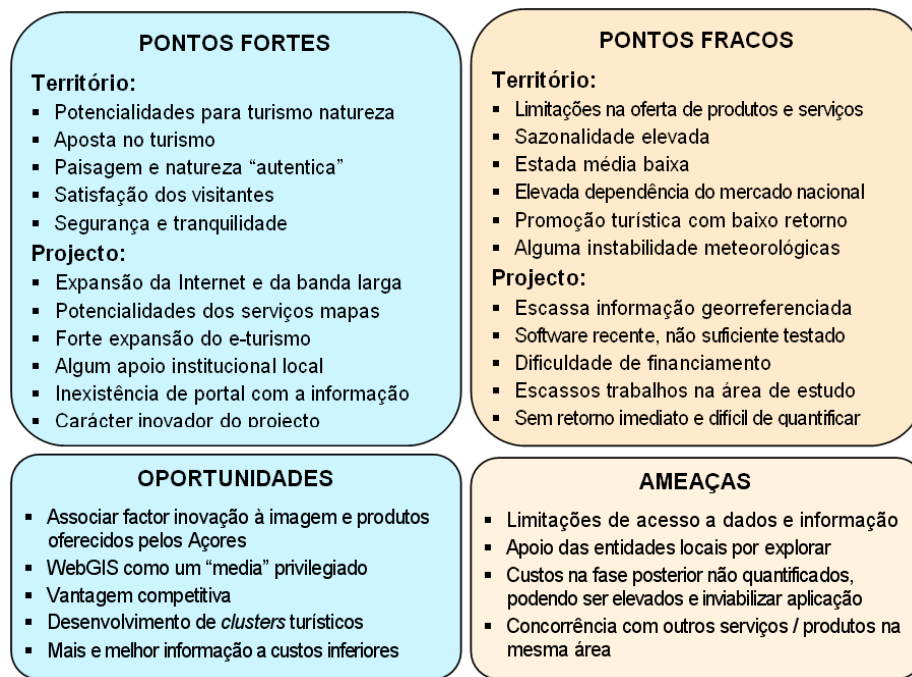 PONTOS FORTES
Território:
▪ Potencialidades para turismo natureza
▪ Aposta no turismo
▪ Paisagem e natureza “autentica”
▪ Satisfação dos visitantes
▪ Segurança e tranquilidade
Projecto:
▪ Expansão da Internet e da banda larga
▪ Potencialidades dos serviços mapas
▪ Forte expansão do e-turismo
▪ Algum apoio institucional local
▪ Inexistência de portal com a informação
▪ Carácter inovador do projecto
PONTOS FRACOS
Território:
▪ Limitações na oferta de produtos e serviços
▪ Sazonalidade elevada
▪ Estada média baixa
▪ Elevada dependência do mercado nacional
▪ Promoção turística com baixo retorno
▪ Alguma instabilidade meteorológicas
Projecto:
▪ Escassa informação georreferenciada
▪ Software recente, não suficiente testado
▪ Dificuldade de financiamento
▪ Escassos trabalhos na área de estudo
▪ Sem retorno imediato e difícil de quantificar
OPORTUNIDADES
▪ Associar factor inovação à imagem e produtos
oferecidos pelos Açores
▪ WebGIS como um “media” privilegiado
▪ Vantagem competitiva
▪ Desenvolvimento de clusters turísticos
▪ Mais e melhor informação a custos inferiores
AMEAÇAS
▪ Limitações de acesso a dados e informação
▪ Apoio das entidades locais por explorar
▪ Custos na fase posterior não quantificados,
podendo ser elevados e inviabilizar aplicação
▪ Concorrência com outros serviços / produtos na
mesma área